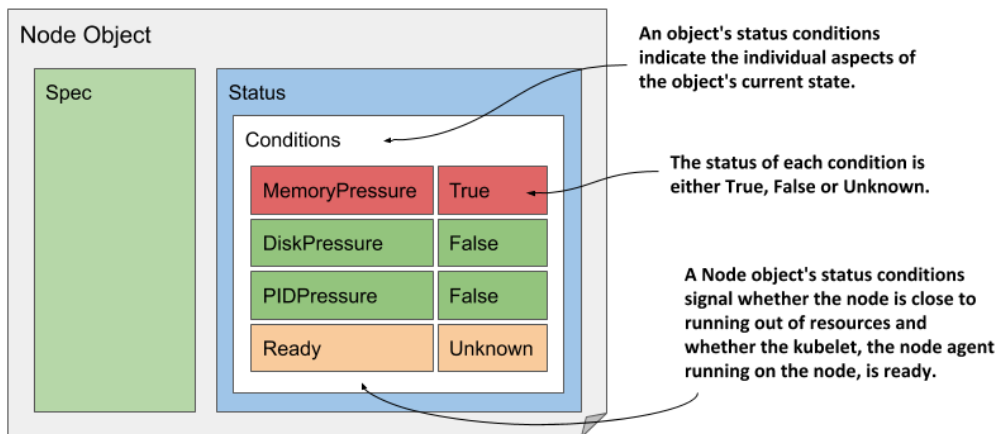 Node Object
Spec
Status
Conditions
MemoryPressure True
DiskPressure False
PIDPressure False
Ready Unknown
An object's status conditions
indicate the individual aspects of
the object's current state.
The status of each condition is
either True, False or Unknown.
A Node object's status conditions
signal whether the node is close to
running out of resources and
whether the kubelet, the node agent
running on the node, is ready.